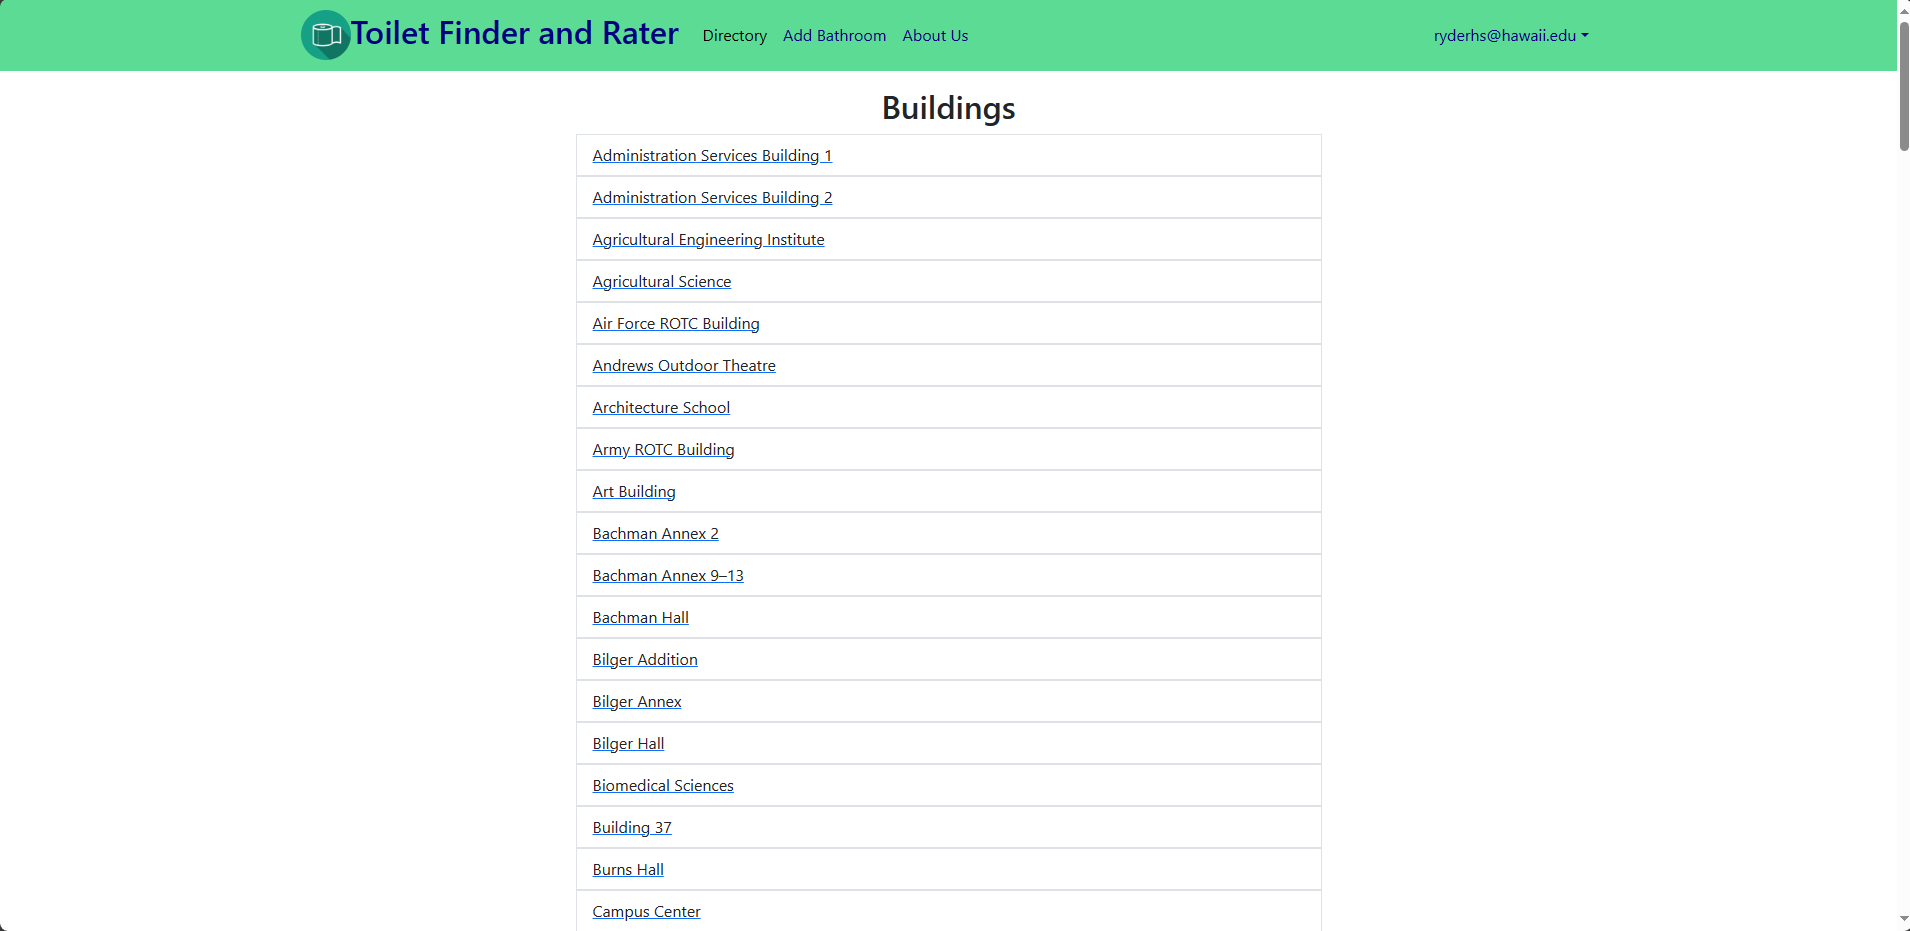 Toilet Finder and Rater Directory Add Bathroom About Us ryderhs@hawaii.edu
Buildings
Administration Services Building 1
Administration Services Building 2
Agricultural Engineering Institute
Agricultural Science
Air Force ROTC Building
Andrews Outdoor Theatre
Architecture School
Army ROTC Building
Art Building
Bachman Annex 2
Bachman Annex 9–13
Bachman Hall
Bilger Addition
Bilger Annex
Bilger Hall
Biomedical Sciences
Building 37
Burns Hall
Campus Center